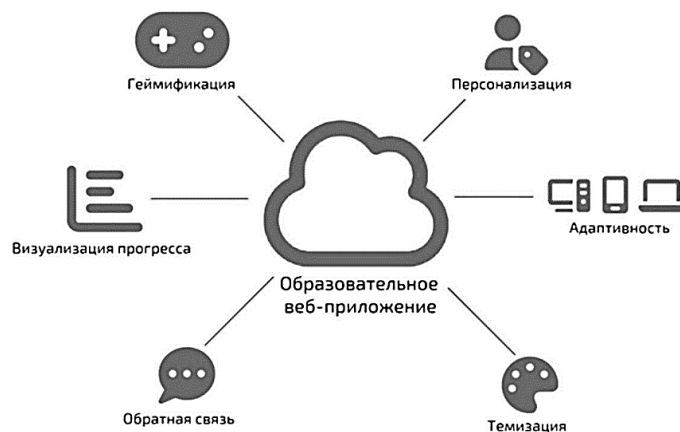 Геймификация
Персонализация
Визуализация прогресса
Адаптивность
Образовательное
веб-приложение
Обратная связь
Темизация